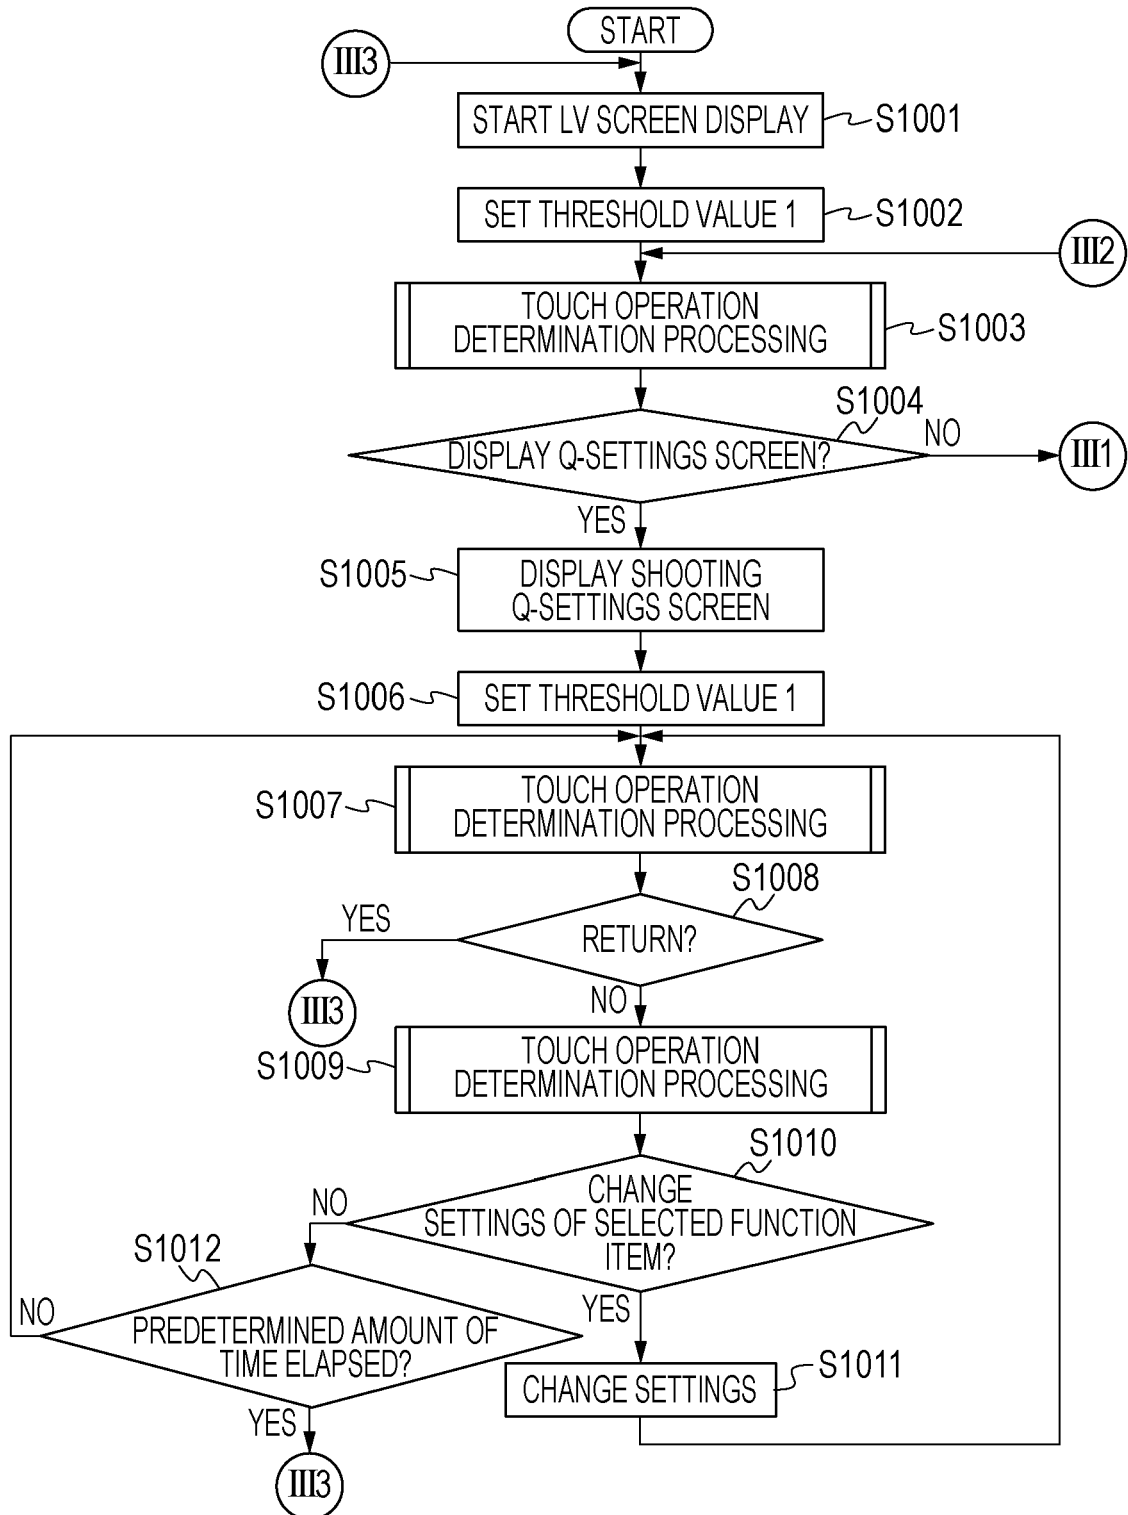 START
III3
START LV SCREEN DISPLAY
S1001
SET THRESHOLD VALUE 1
S1002
III2
TOUCH OPERATION
DETERMINATION PROCESSING
S1003
S1004
DISPLAY Q-SETTINGS SCREEN?
NO
III1
YES
S1005
DISPLAY SHOOTING
Q-SETTINGS SCREEN
S1006
SET THRESHOLD VALUE 1
S1007
TOUCH OPERATION
DETERMINATION PROCESSING
S1008
YES
RETURN?
III3
NO
S1009
TOUCH OPERATION
DETERMINATION PROCESSING
S1010
NO
CHANGE
SETTINGS OF SELECTED FUNCTION
ITEM?
S1012
NO
YES
PREDETERMINED AMOUNT OF
TIME ELAPSED?
S1011
CHANGE SETTINGS
YES
III3